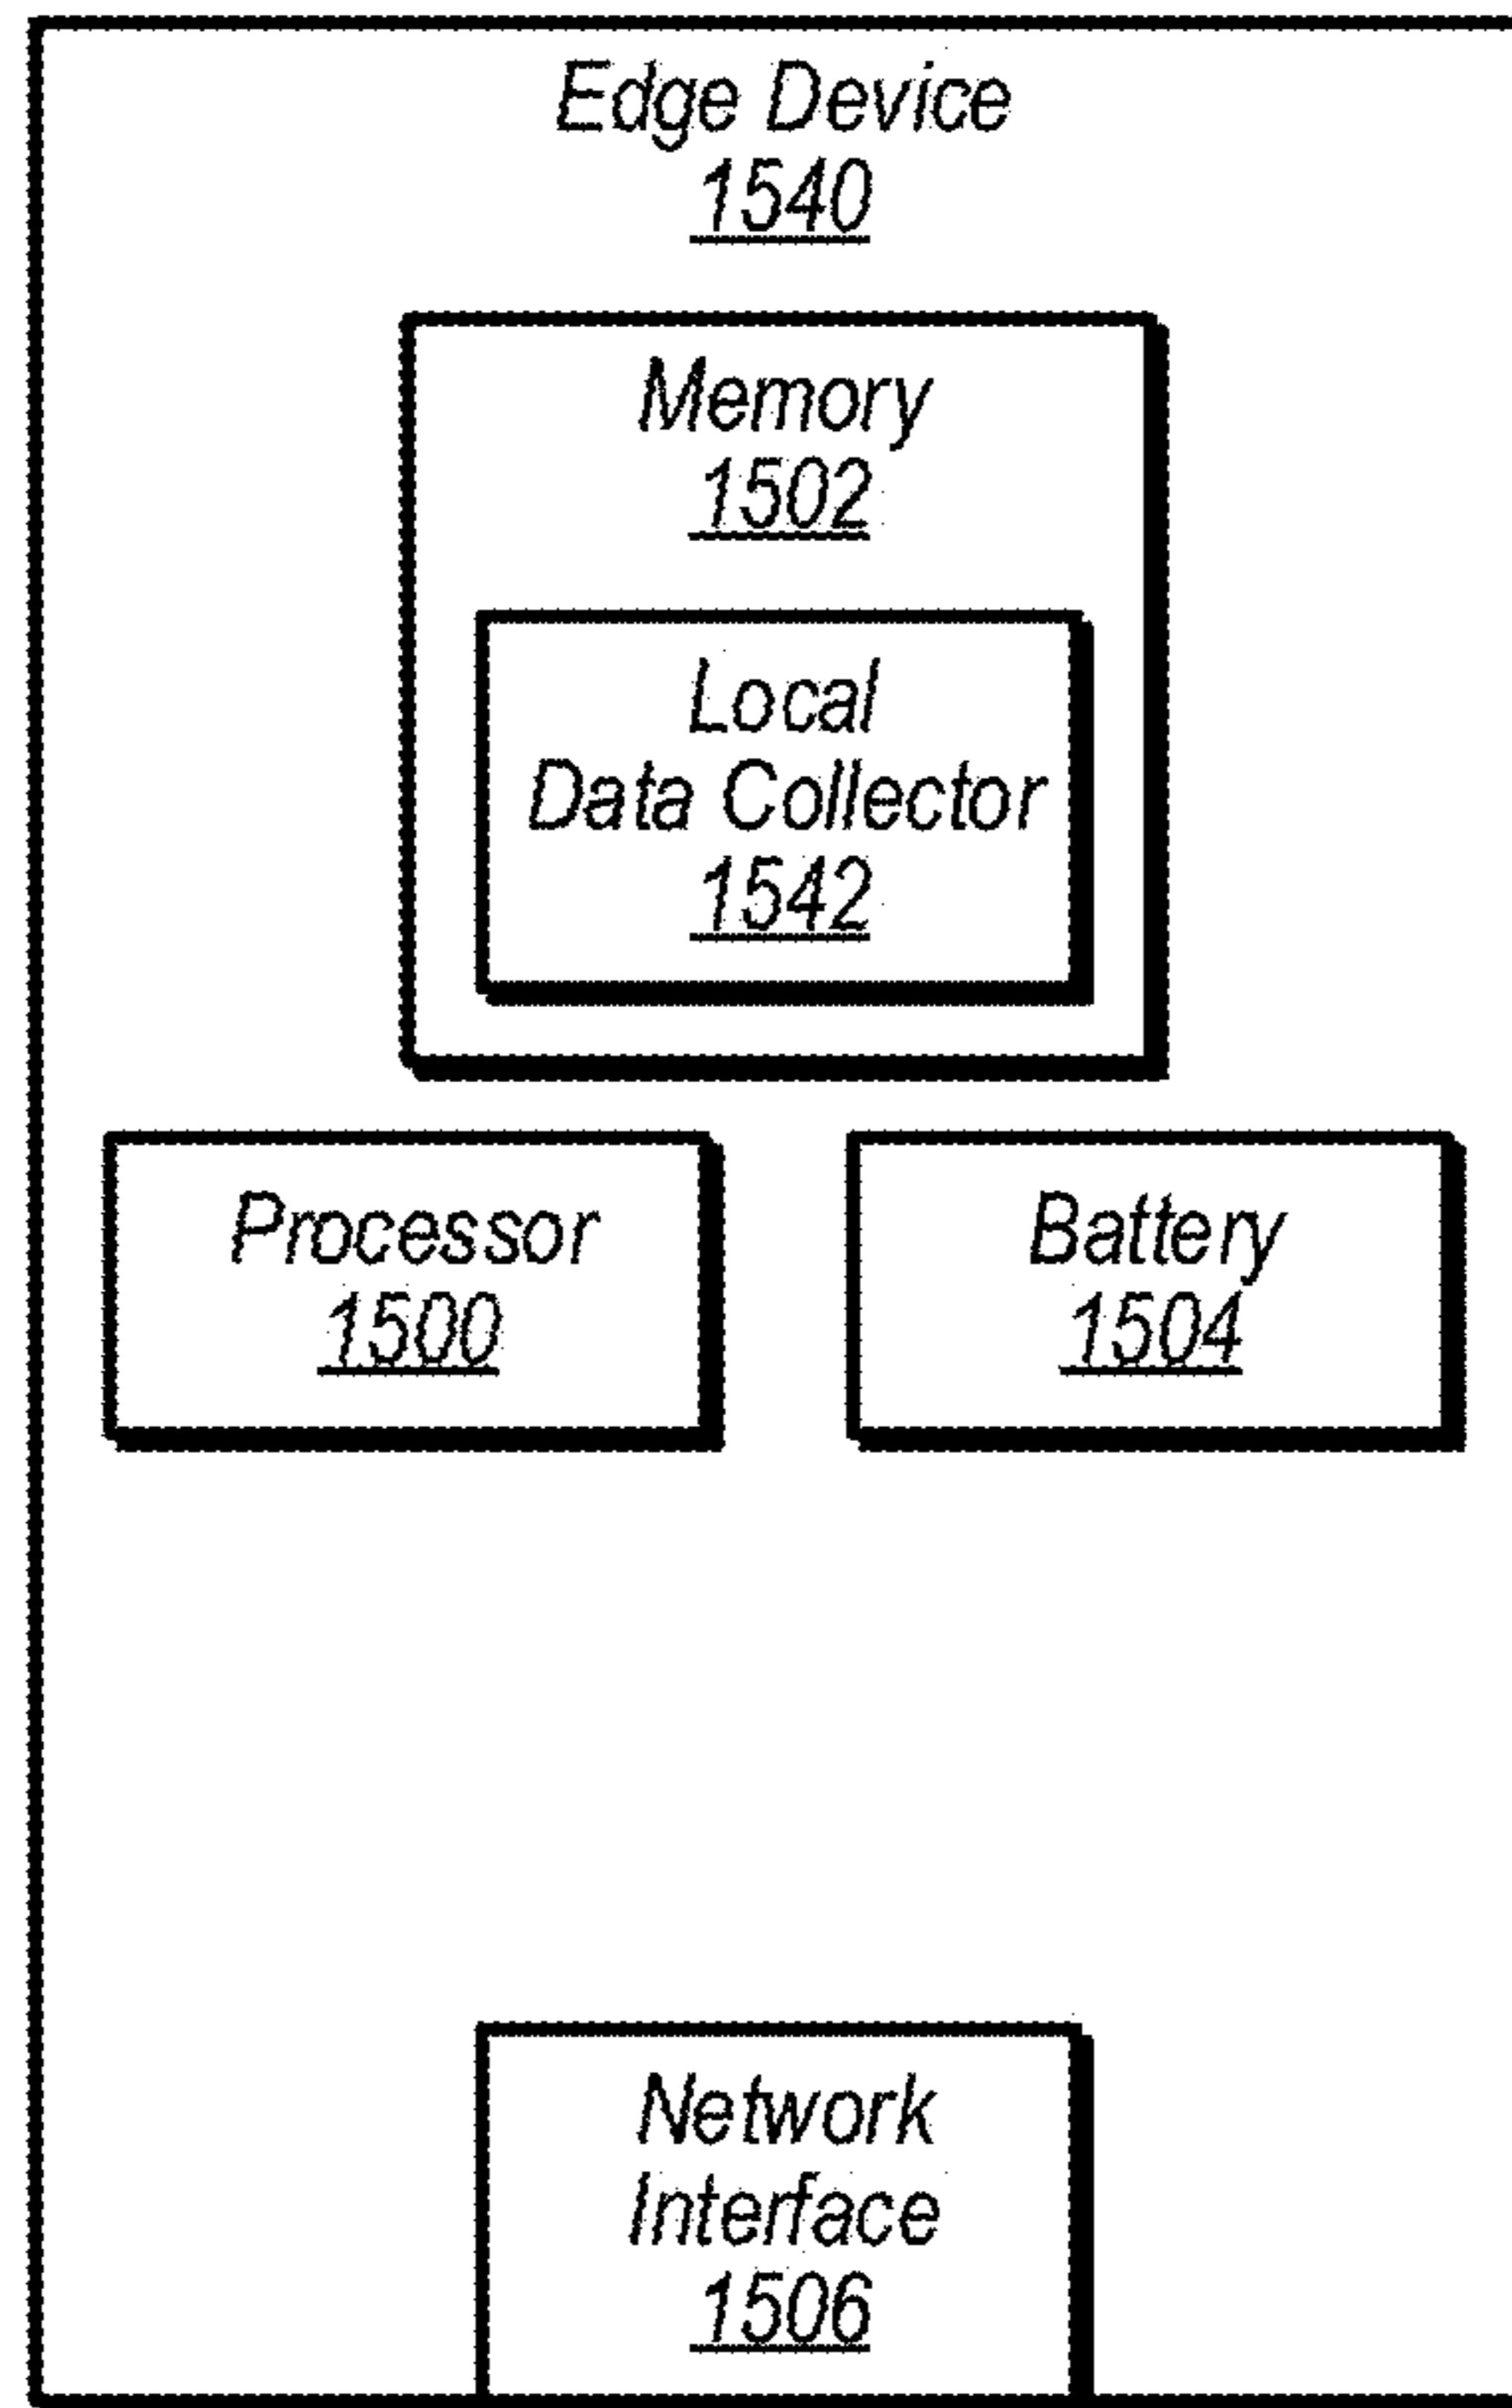 Edge Device
1540
Memory
1502
Local
Data Collector
1542
Processor
1500
Battery
1504
Network
Interface
1506